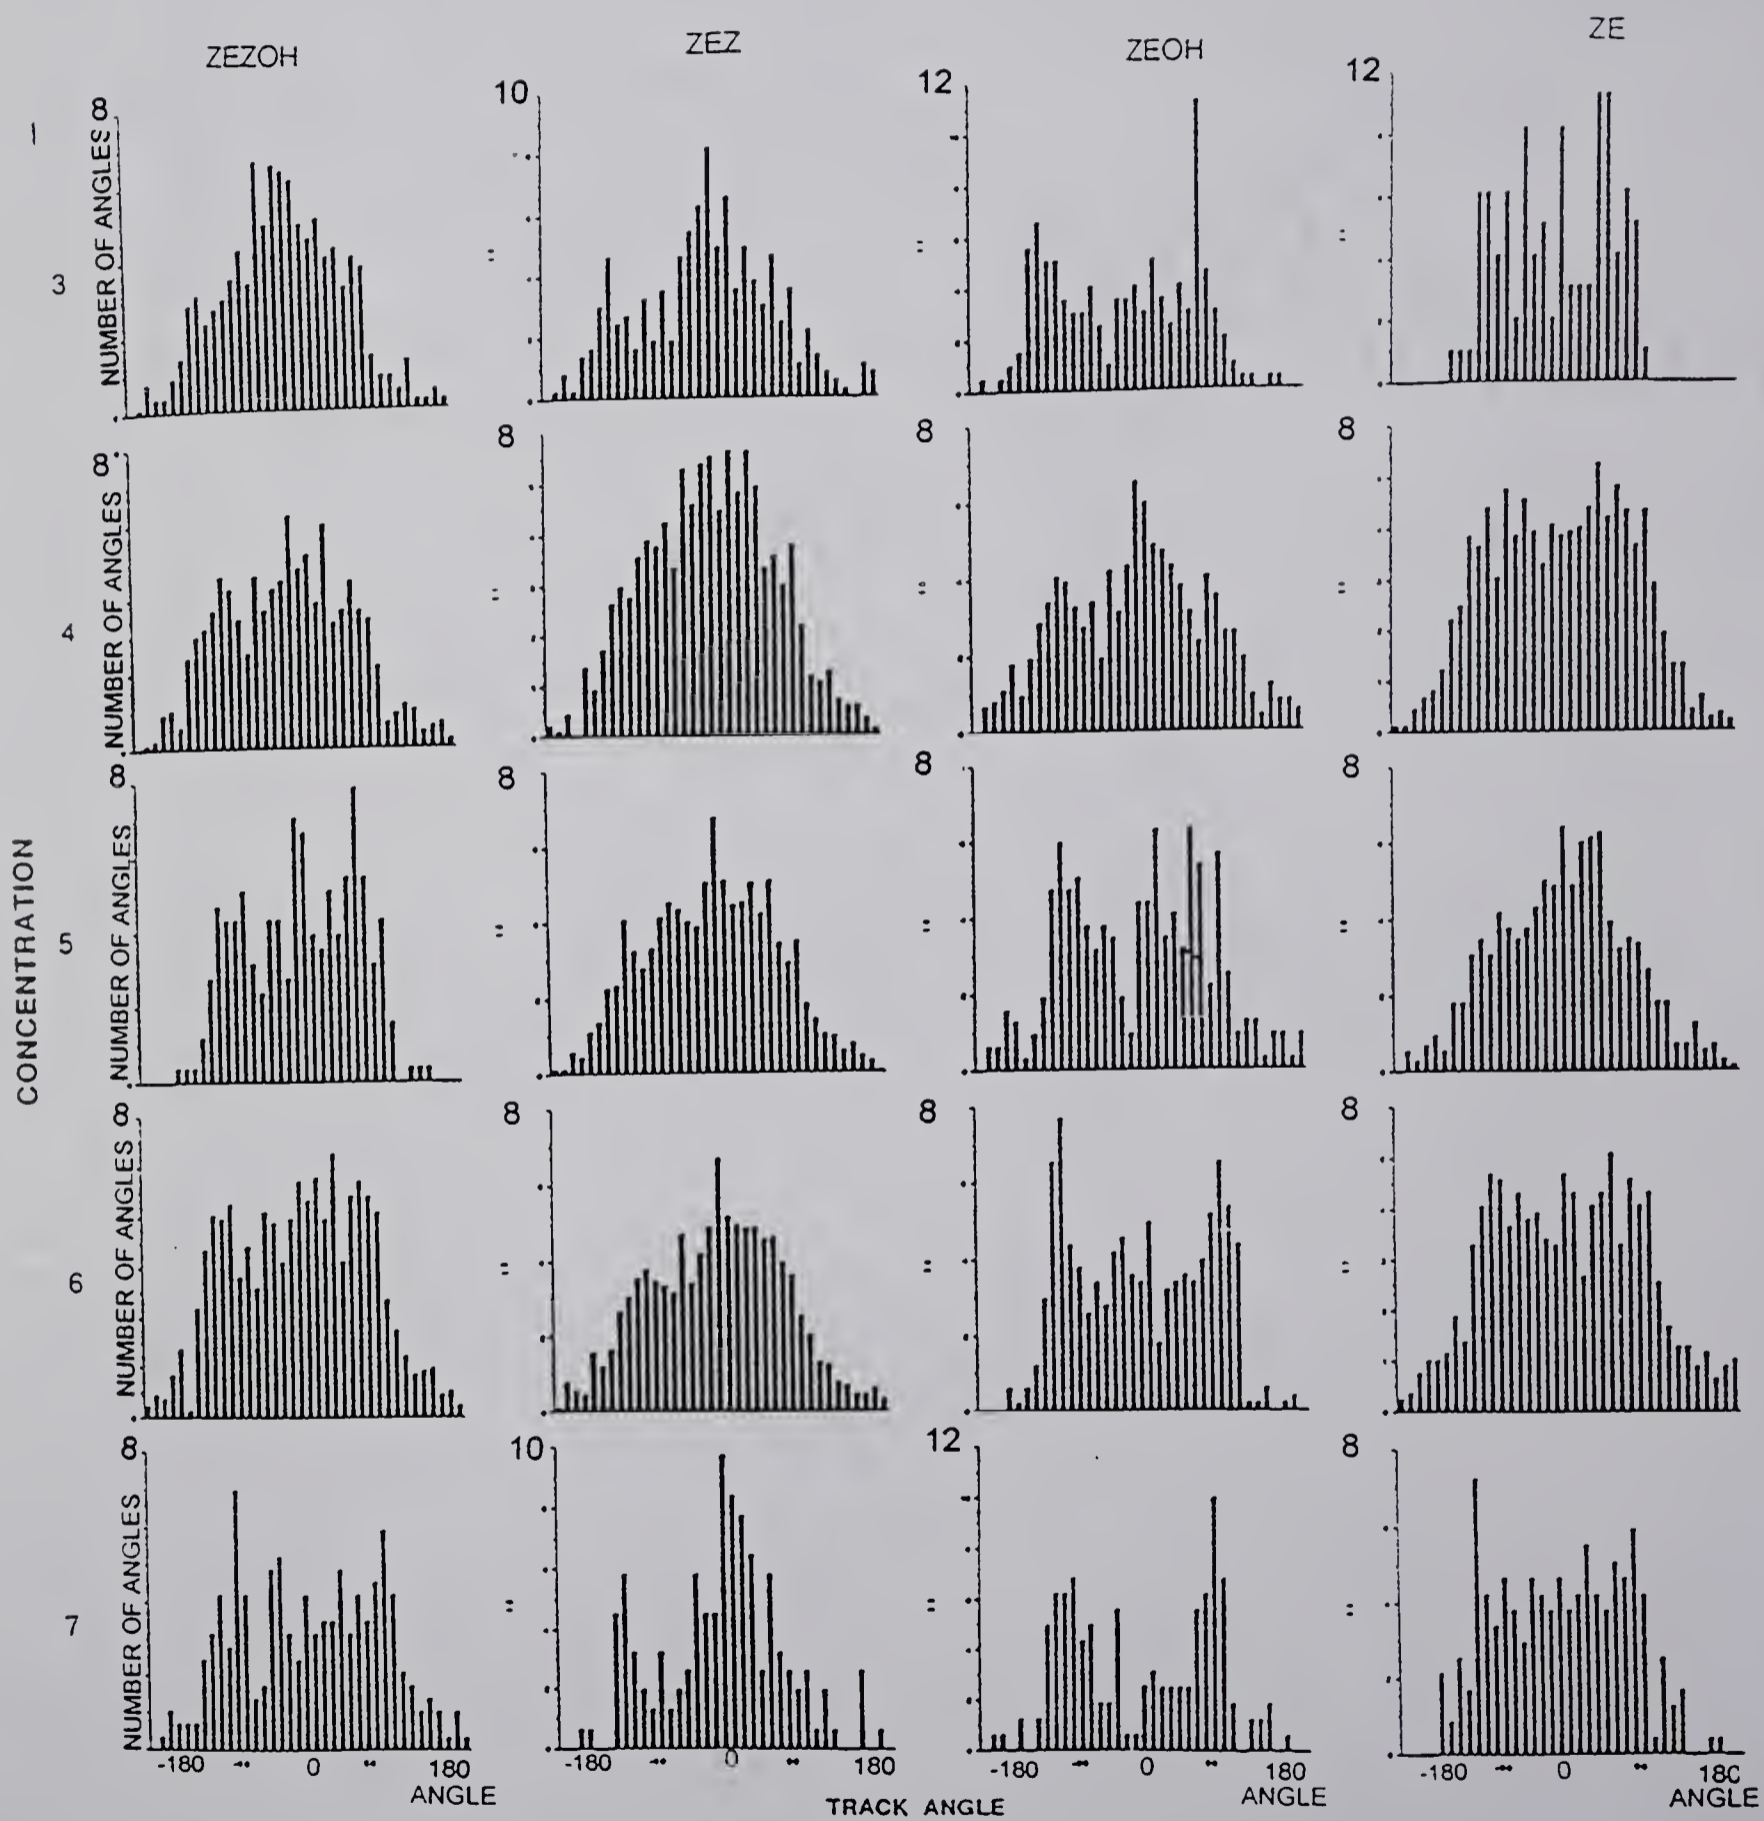 ZEZOH ZEZ ZEOH ZE
1
3 NUMBER OF ANGLES 8 10 12 12
4 NUMBER OF ANGLES 8 8 8 8
CONCENTRATION
5 NUMBER OF ANGLES 8 8 8 8
6 NUMBER OF ANGLES 8 8 8 8
7 NUMBER OF ANGLES 8 10 12 8
-180 0 180 -180 0 180 -180 0 180 -180 0 180
ANGLE TRACK ANGLE ANGLE ANGLE